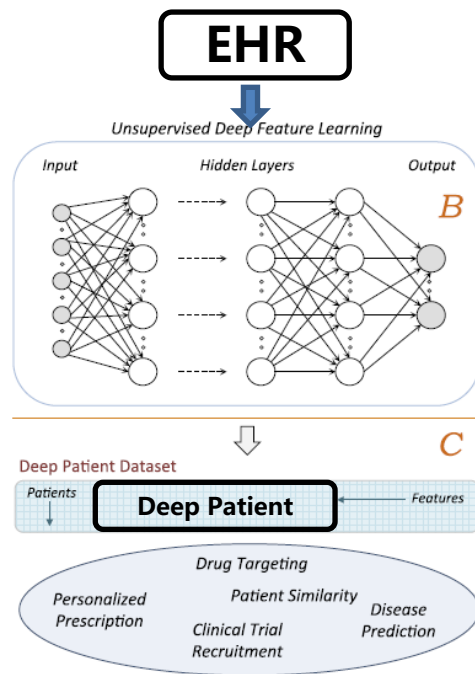 EHR
Unsupervised Deep Feature Learning
Input Hidden Layers Output
B
C
Deep Patient Dataset
Patients
Deep Patient
Features
Drug Targeting
Personalized
Prescription
Patient Similarity
Clinical Trial
Recruitment
Disease
Prediction